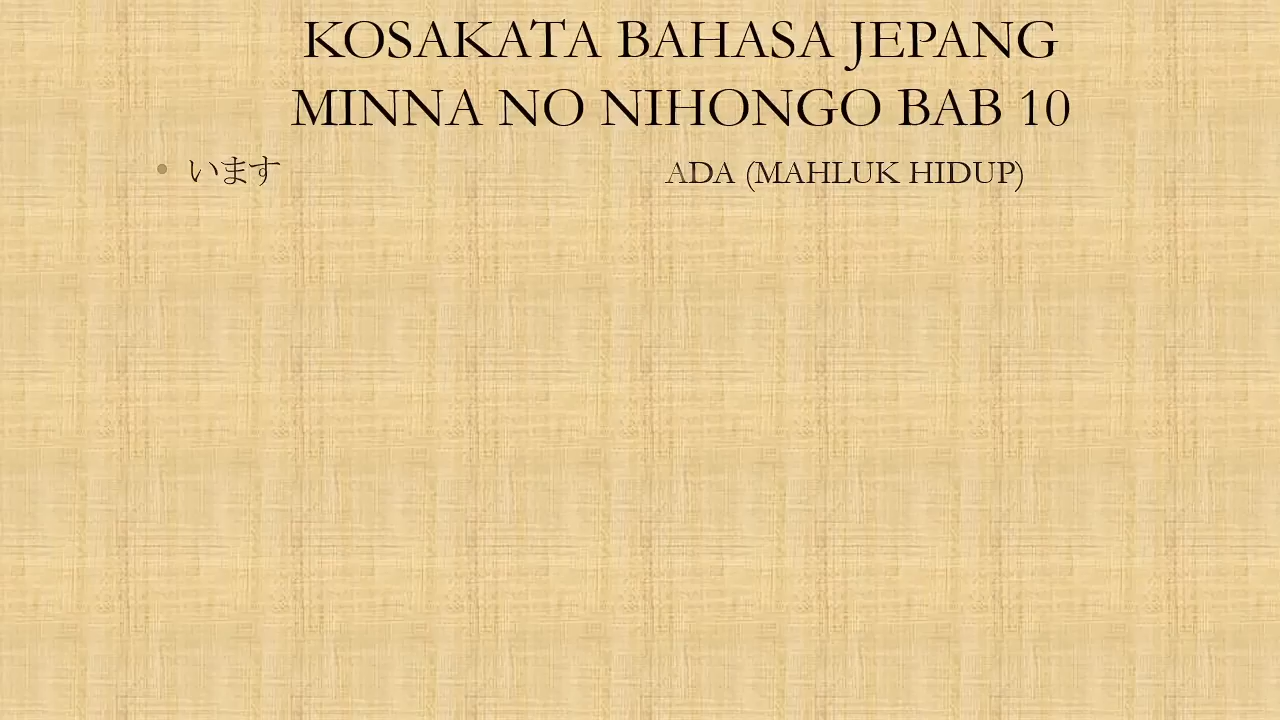 KOSAKATA BAHASA JEPANG
MINNA NO NIHONGO BAB 10
• います ADA (MAHLUK HIDUP)